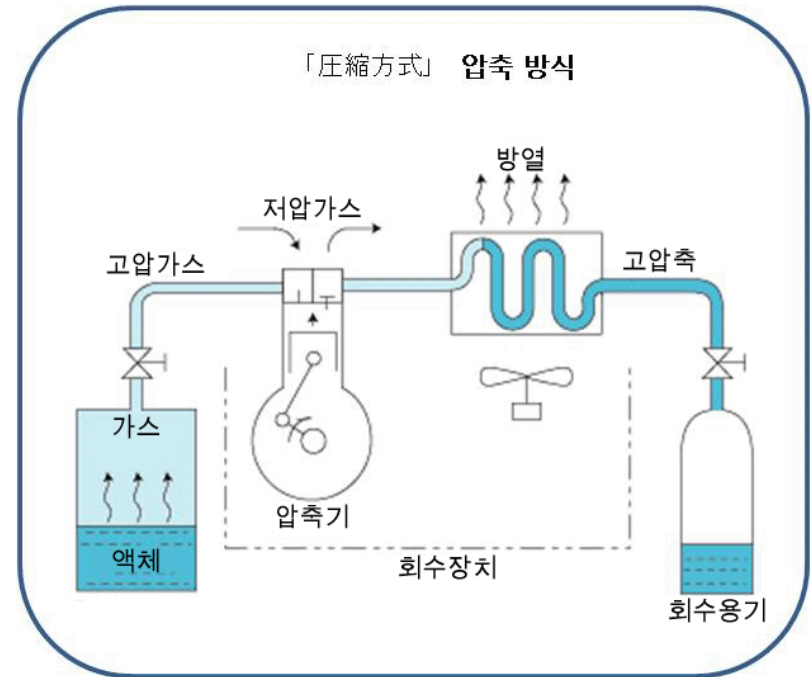 「圧縮方式」 압축 방식
방열
저압가스
고압가스
고압축
가스
압축기
액체
회수장치
회수용기